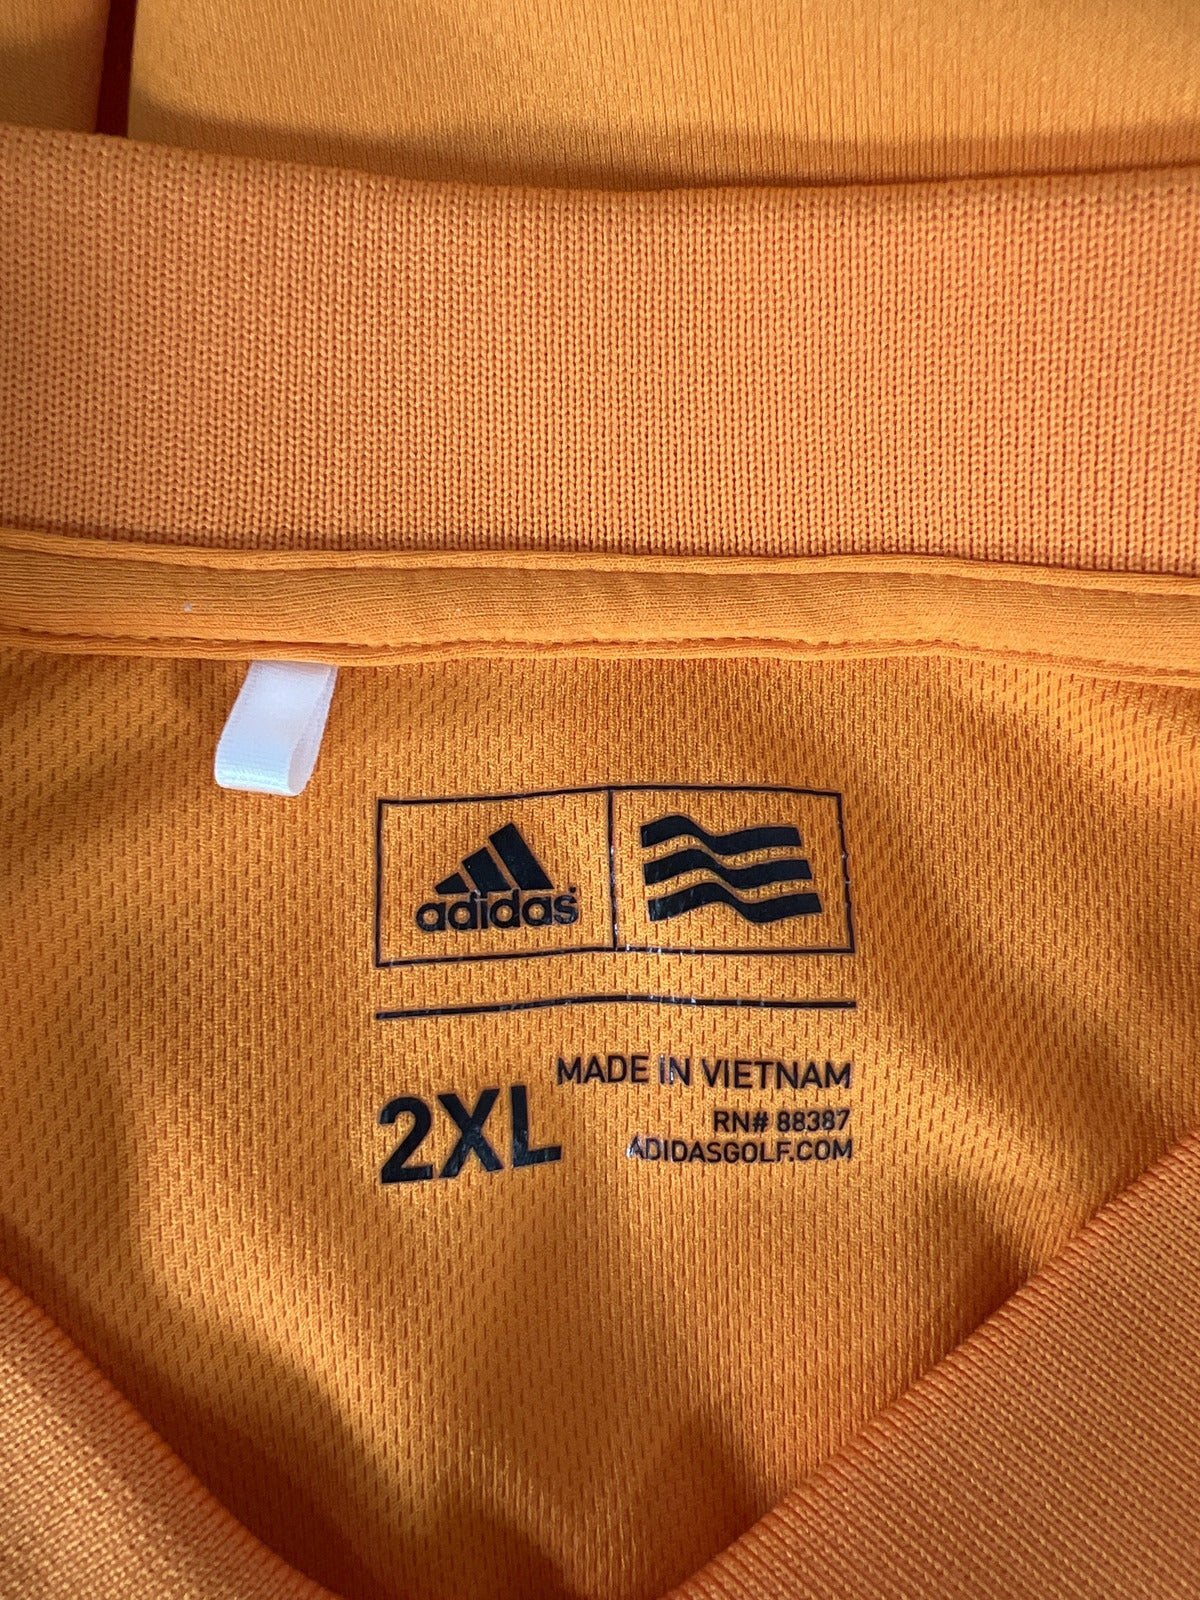 adidas
MADE IN VIETNAM
2XL
RN# 88387
ADIDASGOLF.COM